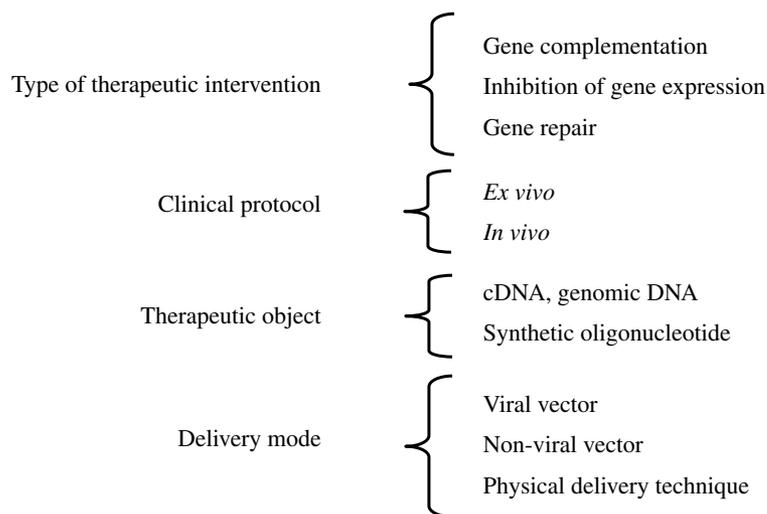 Type of therapeutic intervention
Gene complementation
Inhibition of gene expression
Gene repair
Clinical protocol
Ex vivo
In vivo
Therapeutic object
cDNA, genomic DNA
Synthetic oligonucleotide
Delivery mode
Viral vector
Non-viral vector
Physical delivery technique